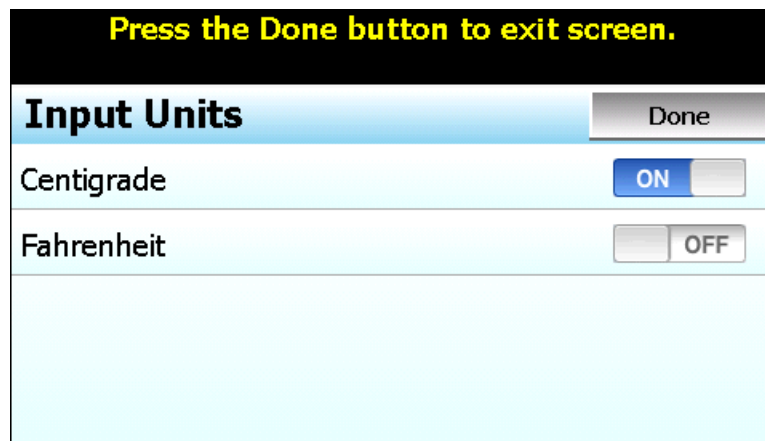 Press the Done button to exit screen.
Input Units
Done
Centigrade
ON
Fahrenheit
OFF